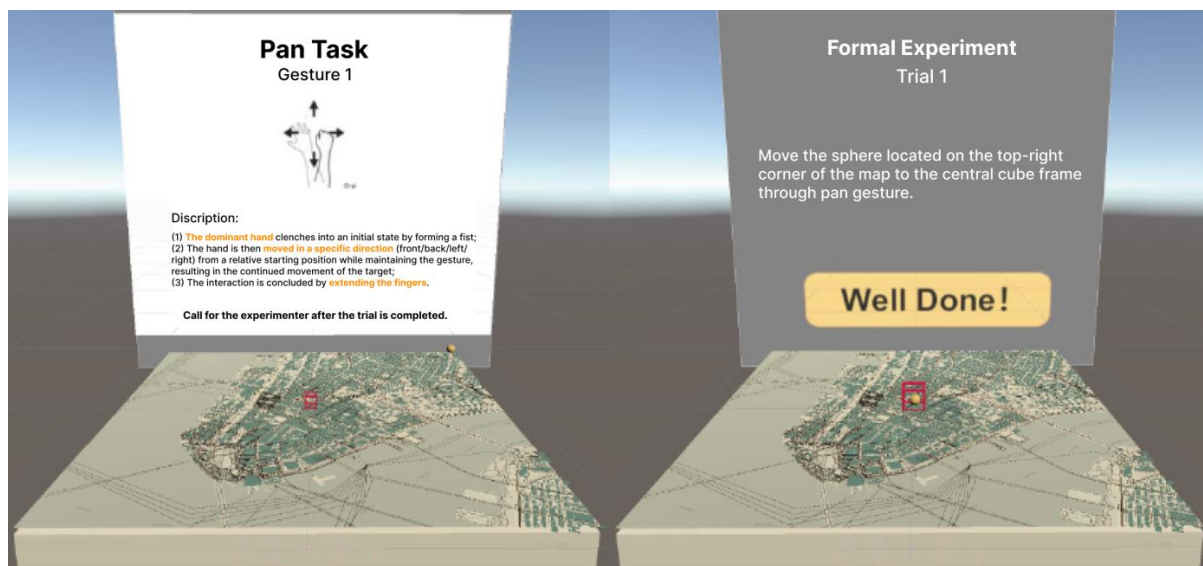 Pan Task
Gesture 1
Discription:
(1) The dominant hand clenches into an initial state by forming a fist;
(2) The hand is then moved in a specific direction (front/back/left/
right) from a relative starting position while maintaining the gesture,
resulting in the continued movement of the target;
(3) The interaction is concluded by extending the fingers.
Call for the experimenter after the trial is completed.
Formal Experiment
Trial 1
Move the sphere located on the top-right
corner of the map to the central cube frame
through pan gesture.
Well Done!